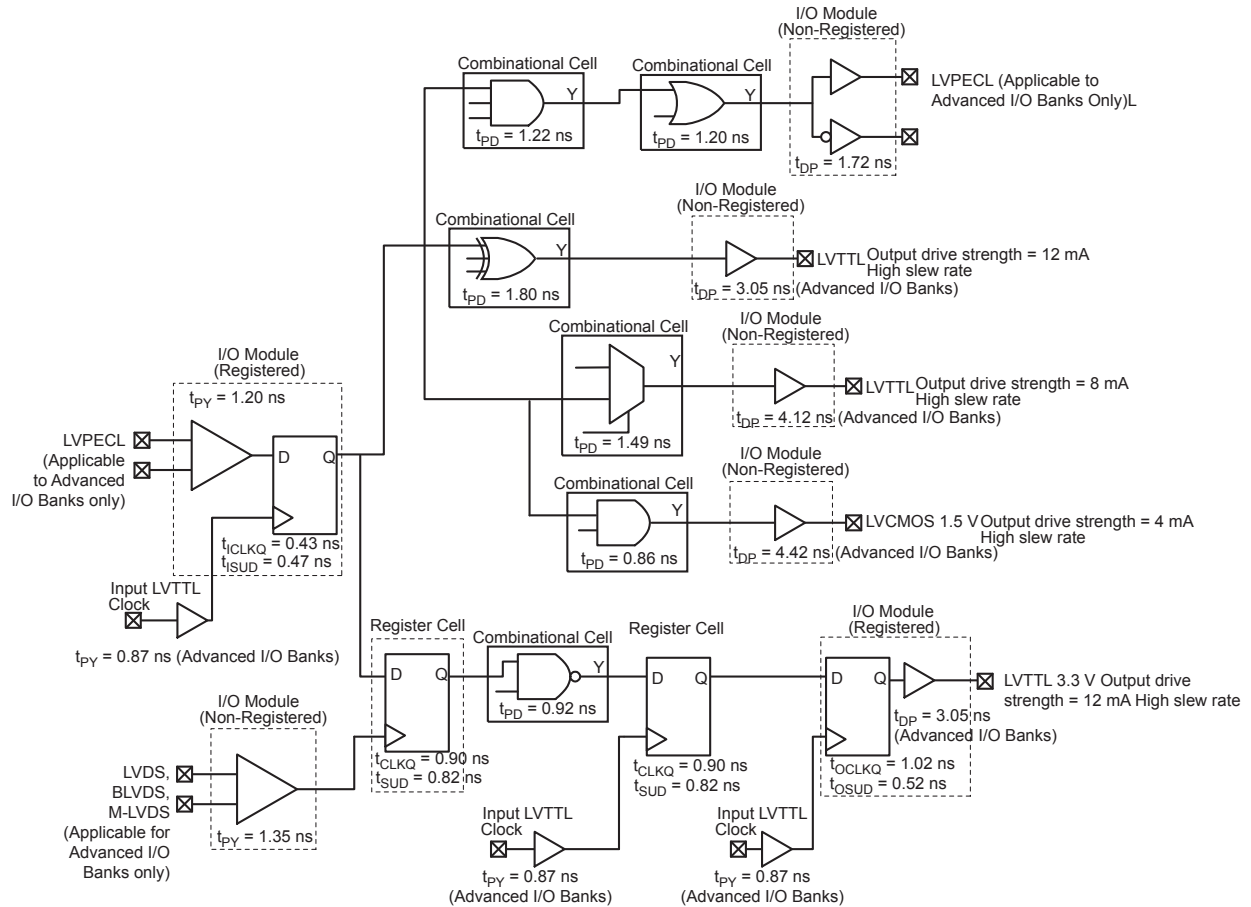 I/O Module
(Non-Registered)
Combinational Cell
Y
tPD = 1.22 ns
Combinational Cell
Y
tPD = 1.20 ns
tDP = 1.72 ns
LVPECL (Applicable to
Advanced I/O Banks Only)L
Combinational Cell
Y
tPD = 1.80 ns
I/O Module
(Non-Registered)
tDP = 3.05 ns (Advanced I/O Banks)
LVTTL Output drive strength = 12 mA
High slew rate
Combinational Cell
Y
tPD = 1.49 ns
I/O Module
(Non-Registered)
tDP = 4.12 ns (Advanced I/O Banks)
LVTTL Output drive strength = 8 mA
High slew rate
Combinational Cell
Y
tPD = 0.86 ns
I/O Module
(Non-Registered)
tDP = 4.42 ns (Advanced I/O Banks)
LVCMOS 1.5 V Output drive strength = 4 mA
High slew rate
I/O Module
(Registered)
tPY = 1.20 ns
LVPECL
(Applicable
to Advanced
I/O Banks only)
D
Q
tICLKQ = 0.43 ns
tISUD = 0.47 ns
Input LVTTL
Clock
tPY = 0.87 ns (Advanced I/O Banks)
I/O Module
(Non-Registered)
LVDS,
BLVDS,
M-LVDS
(Applicable for
Advanced I/O
Banks only)
tPY = 1.35 ns
Register Cell
D
Q
tCLKQ = 0.90 ns
tSUD = 0.82 ns
Combinational Cell
Y
tPD = 0.92 ns
Register Cell
D
Q
tCLKQ = 0.90 ns
tSUD = 0.82 ns
Input LVTTL
Clock
tPY = 0.87 ns
(Advanced I/O Banks)
I/O Module
(Registered)
D
Q
tDP = 3.05 ns
(Advanced I/O Banks)
tOCLKQ = 1.02 ns
tOSUD = 0.52 ns
LVTTL 3.3 V Output drive
strength = 12 mA High slew rate
Input LVTTL
Clock
tPY = 0.87 ns
(Advanced I/O Banks)